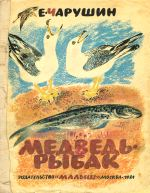 Е·ЧАРУШИН
МЕДВЕДЬ-
РЫБАК
ИЗДАТЕЛЬСТВО „МАЛЫШ“ МОСКВА·1981